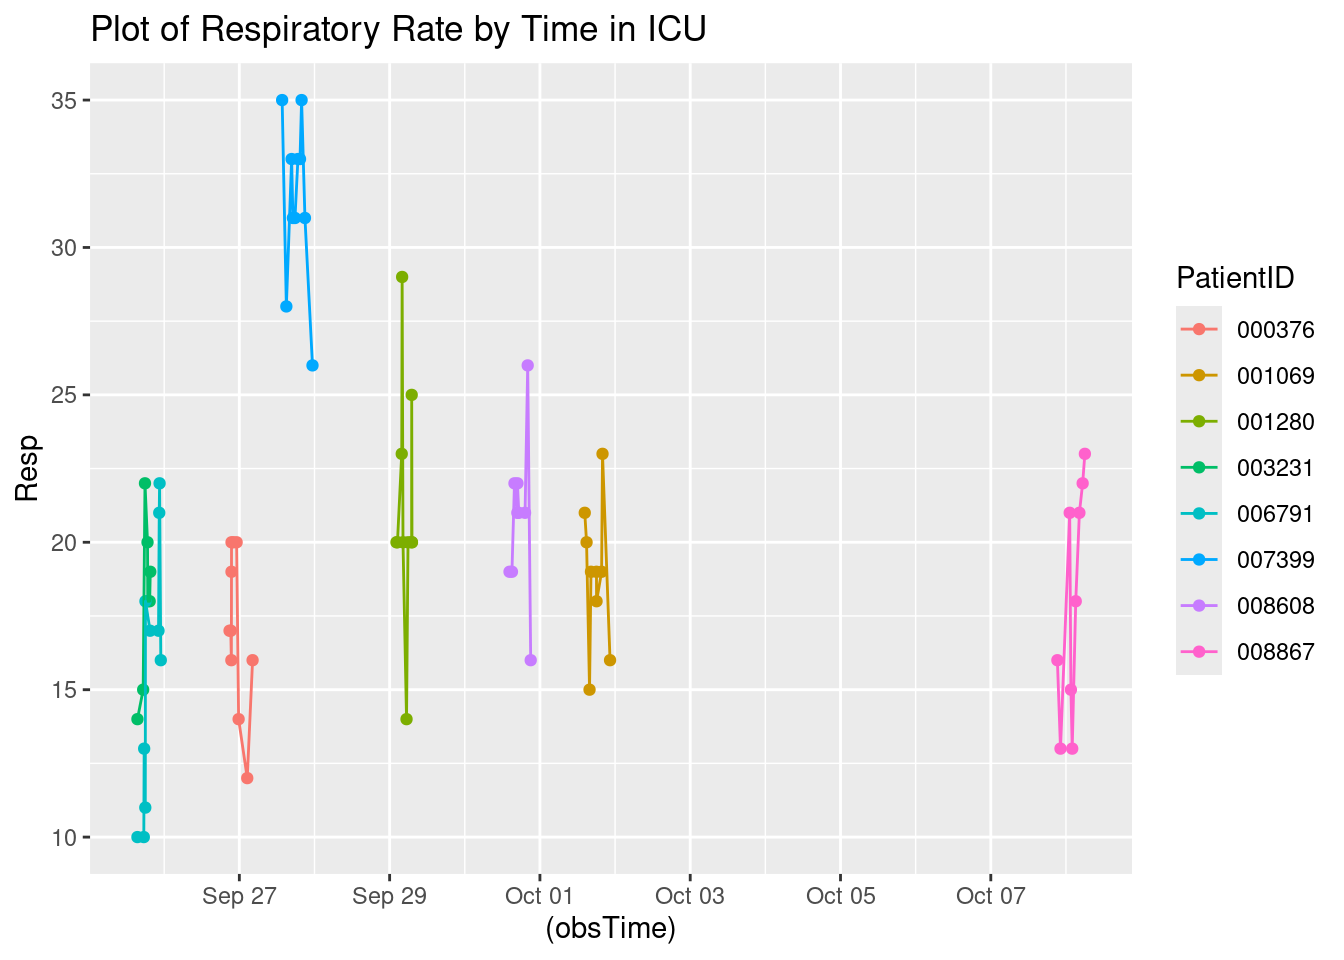 Plot of Respiratory Rate by Time in ICU
35
30
25
20
15
10
Resp
Sep 27
Sep 29
Oct 01
Oct 03
Oct 05
Oct 07
(obsTime)
PatientID
000376
001069
001280
003231
006791
007399
008608
008867